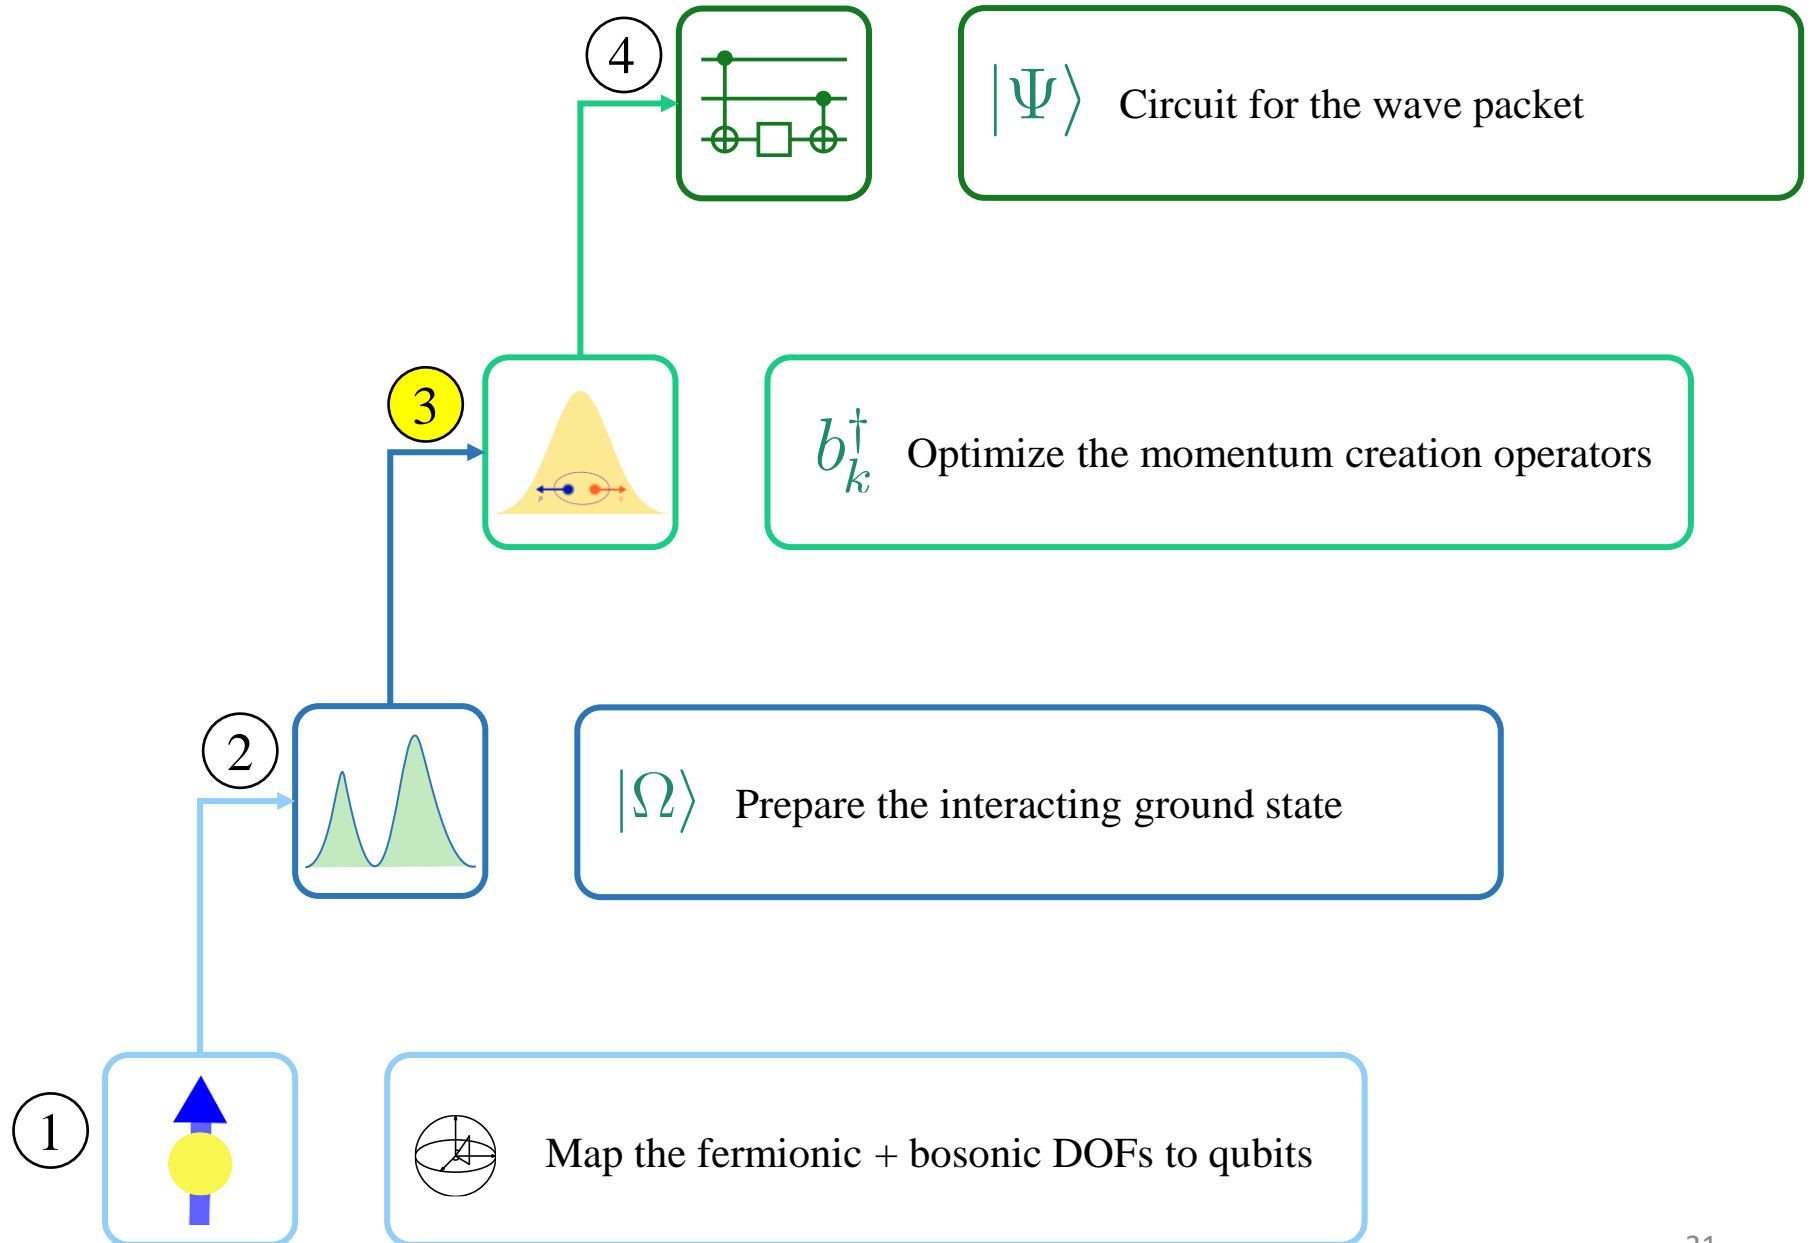 4
|Ψ⟩ Circuit for the wave packet
3
b†k Optimize the momentum creation operators
2
|Ω⟩ Prepare the interacting ground state
1
Map the fermionic + bosonic DOFs to qubits